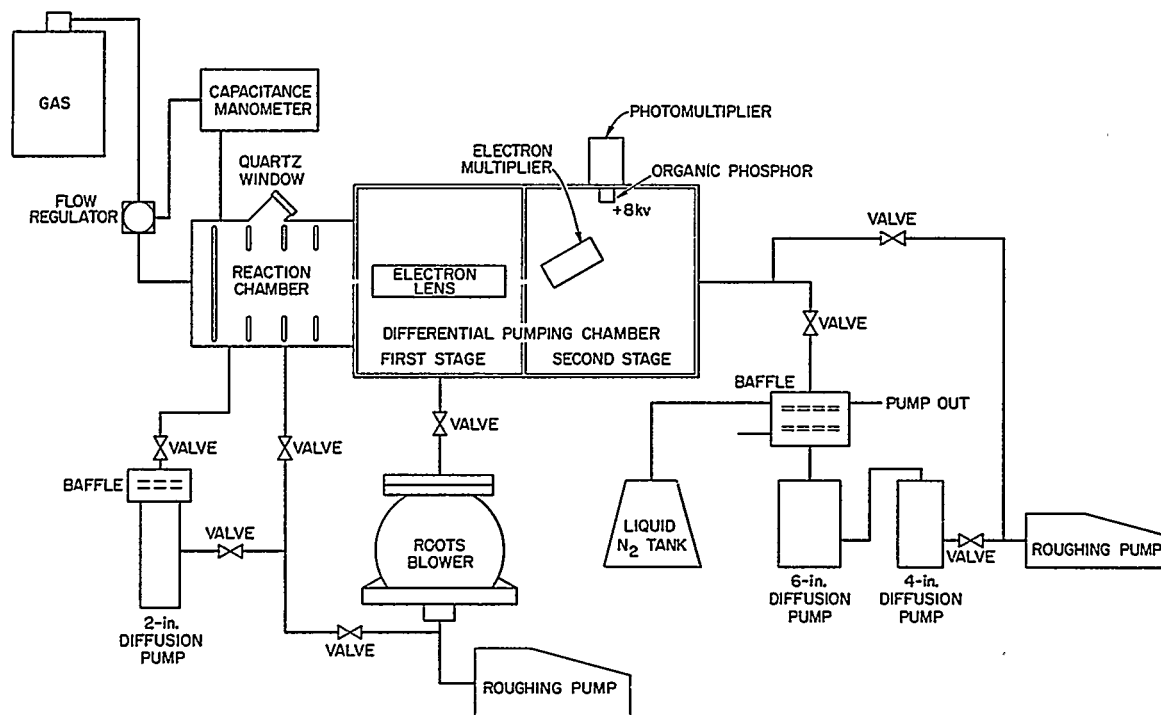 GAS
CAPACITANCE
MANOMETER
PHOTOMULTIPLIER
ELECTRON
MULTIPLIER
ORGANIC PHOSPHOR
+8kv
QUARTZ
WINDOW
FLOW
REGULATOR
VALVE
REACTION
CHAMBER
ELECTRON
LENS
DIFFERENTIAL PUMPING CHAMBER
FIRST STAGE
SECOND STAGE
VALVE
BAFFLE
PUMP OUT
VALVE
VALVE
VALVE
BAFFLE
VALVE
ROOTS
BLOWER
LIQUID
N2 TANK
VALVE
ROUGHING PUMP
6-in.
DIFFUSION
PUMP
4-in.
DIFFUSION
PUMP
2-in.
DIFFUSION
PUMP
VALVE
ROUGHING PUMP